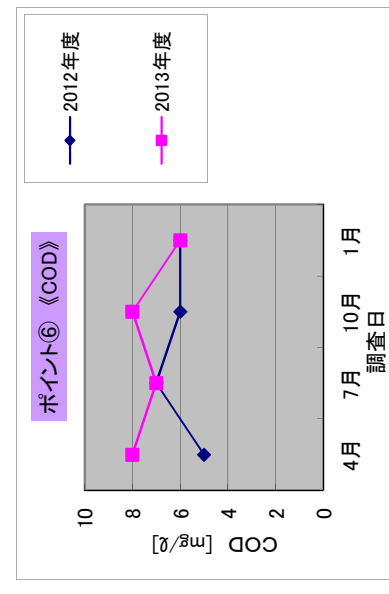 ポイント⑥ 《COD》
2012年度
2013年度
10
8
6
4
2
0
COD [mg/ℓ]
4月 7月 10月 1月
調査日